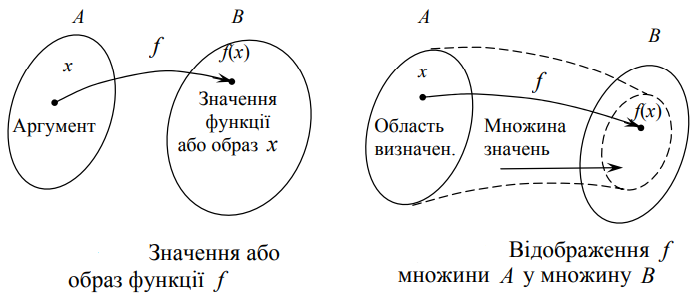 A
B
x
f
f(x)
Аргумент
Значення
функції
або образ x
Значення або
образ функції f
A
B
x
f
f(x)
Область
визначен.
Множина
значень
Відображення f
множини A у множину B